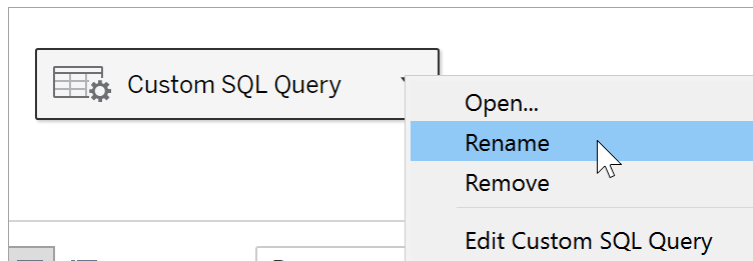 Custom SQL Query
Open...
Rename
Remove
Edit Custom SQL Query